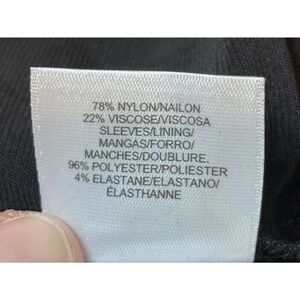 78% NYLON/NAILON
22% VISCOSE/VISCOSA
SLEEVES/LINING/
MANGAS/FORRO/
MANCHES/DOUBLURE.
96% POLYESTER/POLIESTER
4% ELASTANE/ELASTANO/
ÉLASTHANNE